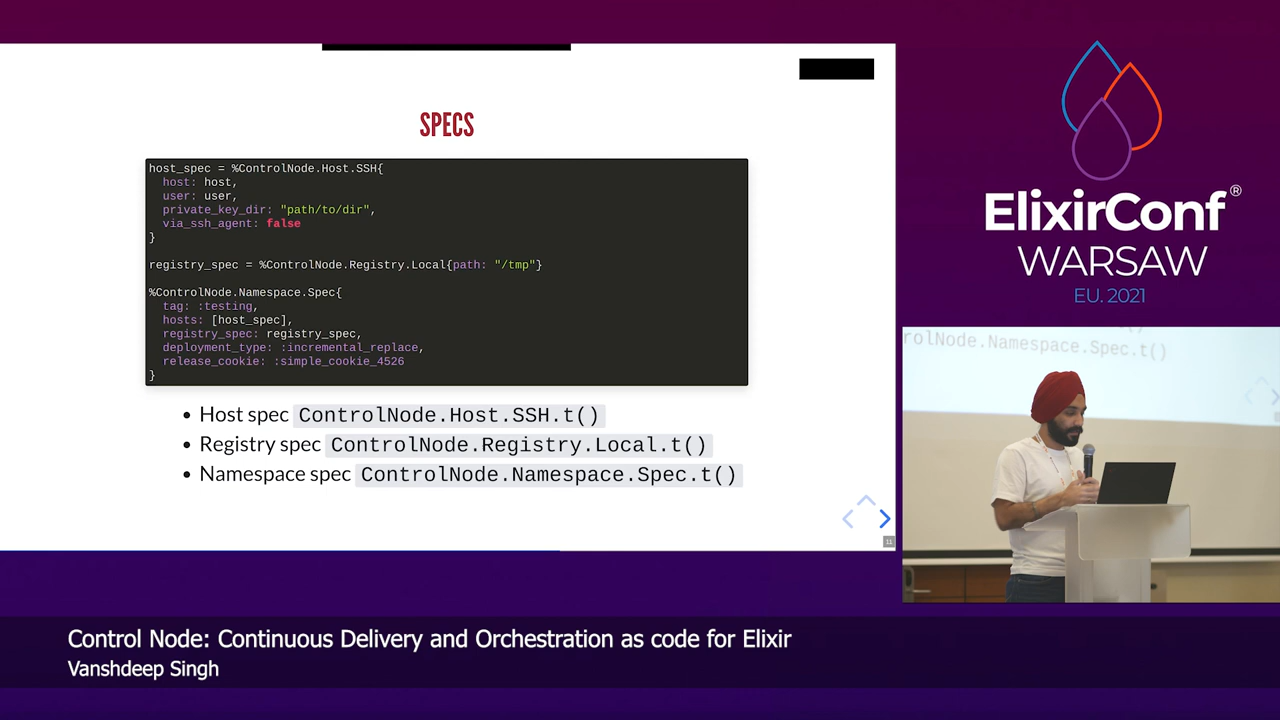 SPECS
host_spec = %ControlNode.Host.SSH{
  host: host,
  user: user,
  private_key_dir: "path/to/dir",
  via_ssh_agent: false
}
registry_spec = %ControlNode.Registry.Local{path: "/tmp"}
%ControlNode.Namespace.Spec{
  tag: :testing,
  hosts: [host_spec],
  registry_spec: registry_spec,
  deployment_type: :incremental_replace,
  release_cookie: :simple_cookie_4526
}
• Host spec ControlNode.Host.SSH.t()
• Registry spec ControlNode.Registry.Local.t()
• Namespace spec ControlNode.Namespace.Spec.t()
11
ElixirConf®
WARSAW
EU. 2021
rolNode.Namespace.Spec.t()
Control Node: Continuous Delivery and Orchestration as code for Elixir
Vanshdeep Singh